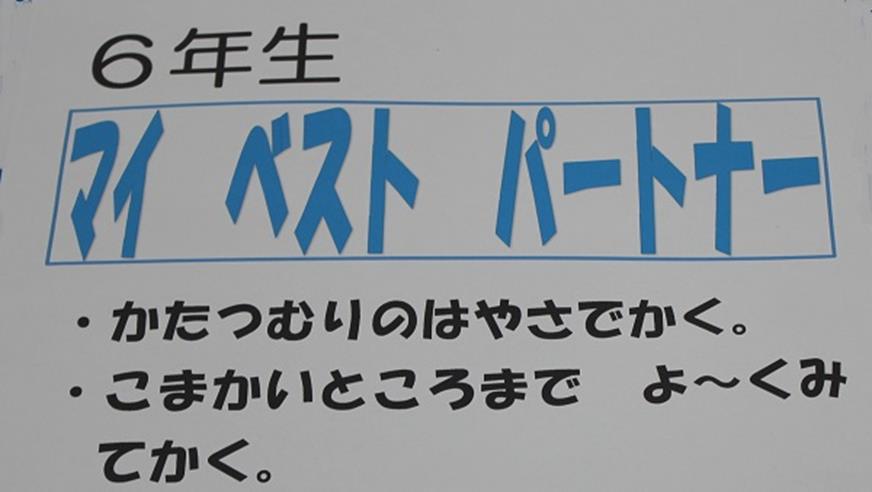 ６年生
マイ　ベスト　パートナー
・かたつむりのはやさでかく。
・こまかいところまで　よ～くみ
てかく。